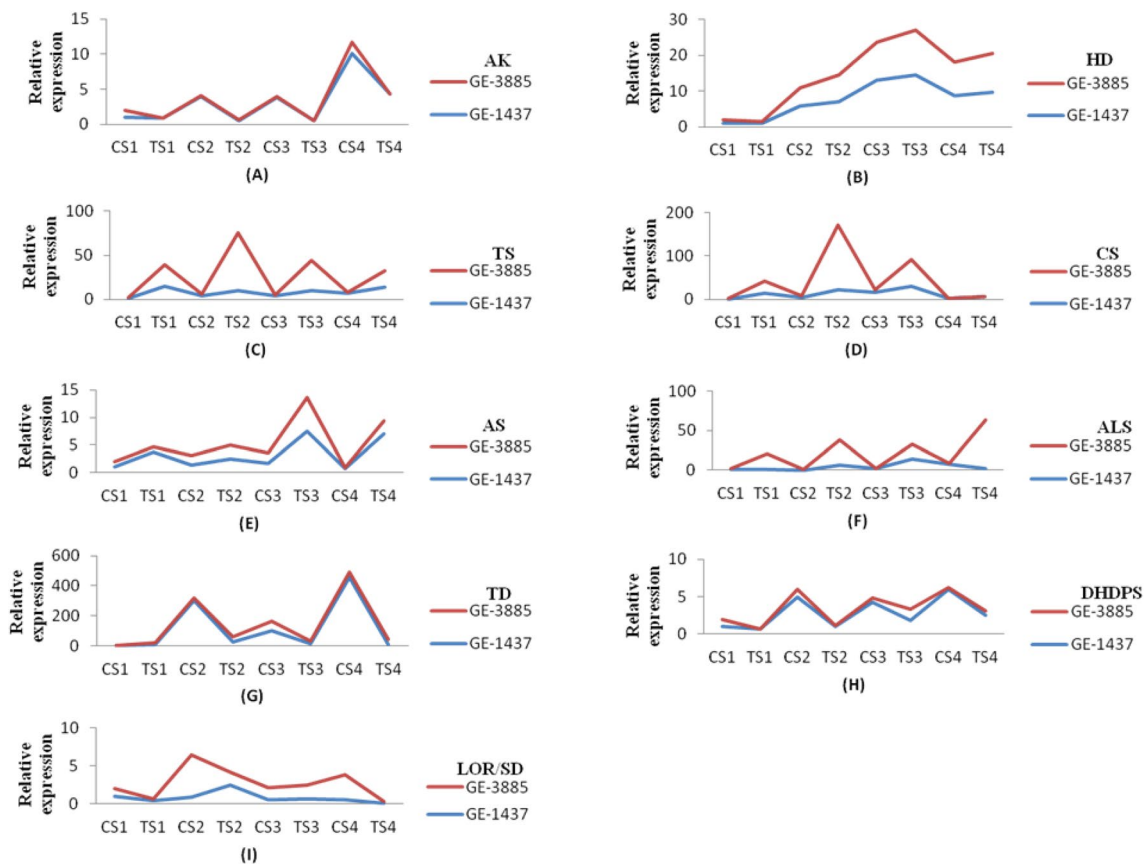 Relative expression
15
10
5
0
CS1 TS1 CS2 TS2 CS3 TS3 CS4 TS4
AK
GE-3885
GE-1437
(A)
Relative expression
30
20
10
0
CS1 TS1 CS2 TS2 CS3 TS3 CS4 TS4
HD
GE-3885
GE-1437
(B)
Relative expression
100
50
0
CS1 TS1 CS2 TS2 CS3 TS3 CS4 TS4
TS
GE-3885
GE-1437
(C)
Relative expression
200
100
0
CS1 TS1 CS2 TS2 CS3 TS3 CS4 TS4
CS
GE-3885
GE-1437
(D)
Relative expression
15
10
5
0
CS1 TS1 CS2 TS2 CS3 TS3 CS4 TS4
AS
GE-3885
GE-1437
(E)
Relative expression
100
50
0
CS1 TS1 CS2 TS2 CS3 TS3 CS4 TS4
ALS
GE-3885
GE-1437
(F)
Relative expression
600
400
200
0
CS1 TS1 CS2 TS2 CS3 TS3 CS4 TS4
TD
GE-3885
GE-1437
(G)
Relative expression
10
5
0
CS1 TS1 CS2 TS2 CS3 TS3 CS4 TS4
DHDPS
GE-3885
GE-1437
(H)
Relative expression
10
5
0
CS1 TS1 CS2 TS2 CS3 TS3 CS4 TS4
LOR/SD
GE-3885
GE-1437
(I)